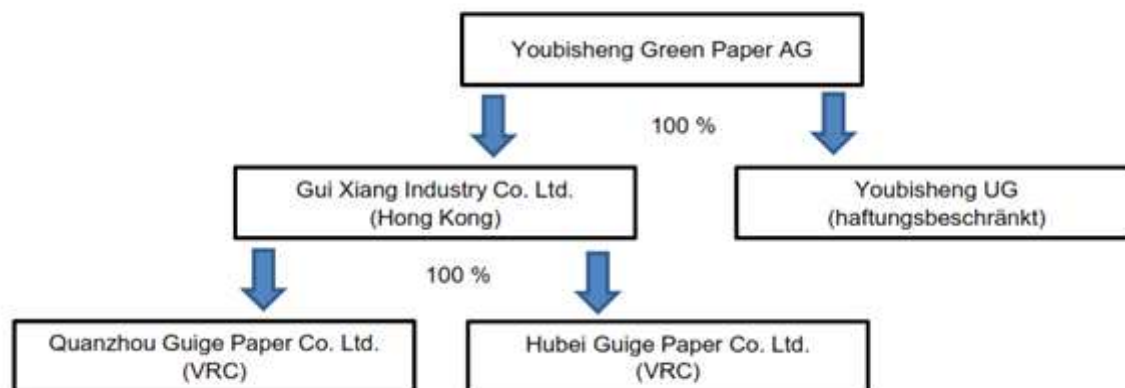 Youbisheng Green Paper AG
100 %
Gui Xiang Industry Co. Ltd.
(Hong Kong)
Youbisheng UG
(haftungsbeschränkt)
100 %
Quanzhou Guige Paper Co. Ltd.
(VRC)
Hubei Guige Paper Co. Ltd.
(VRC)